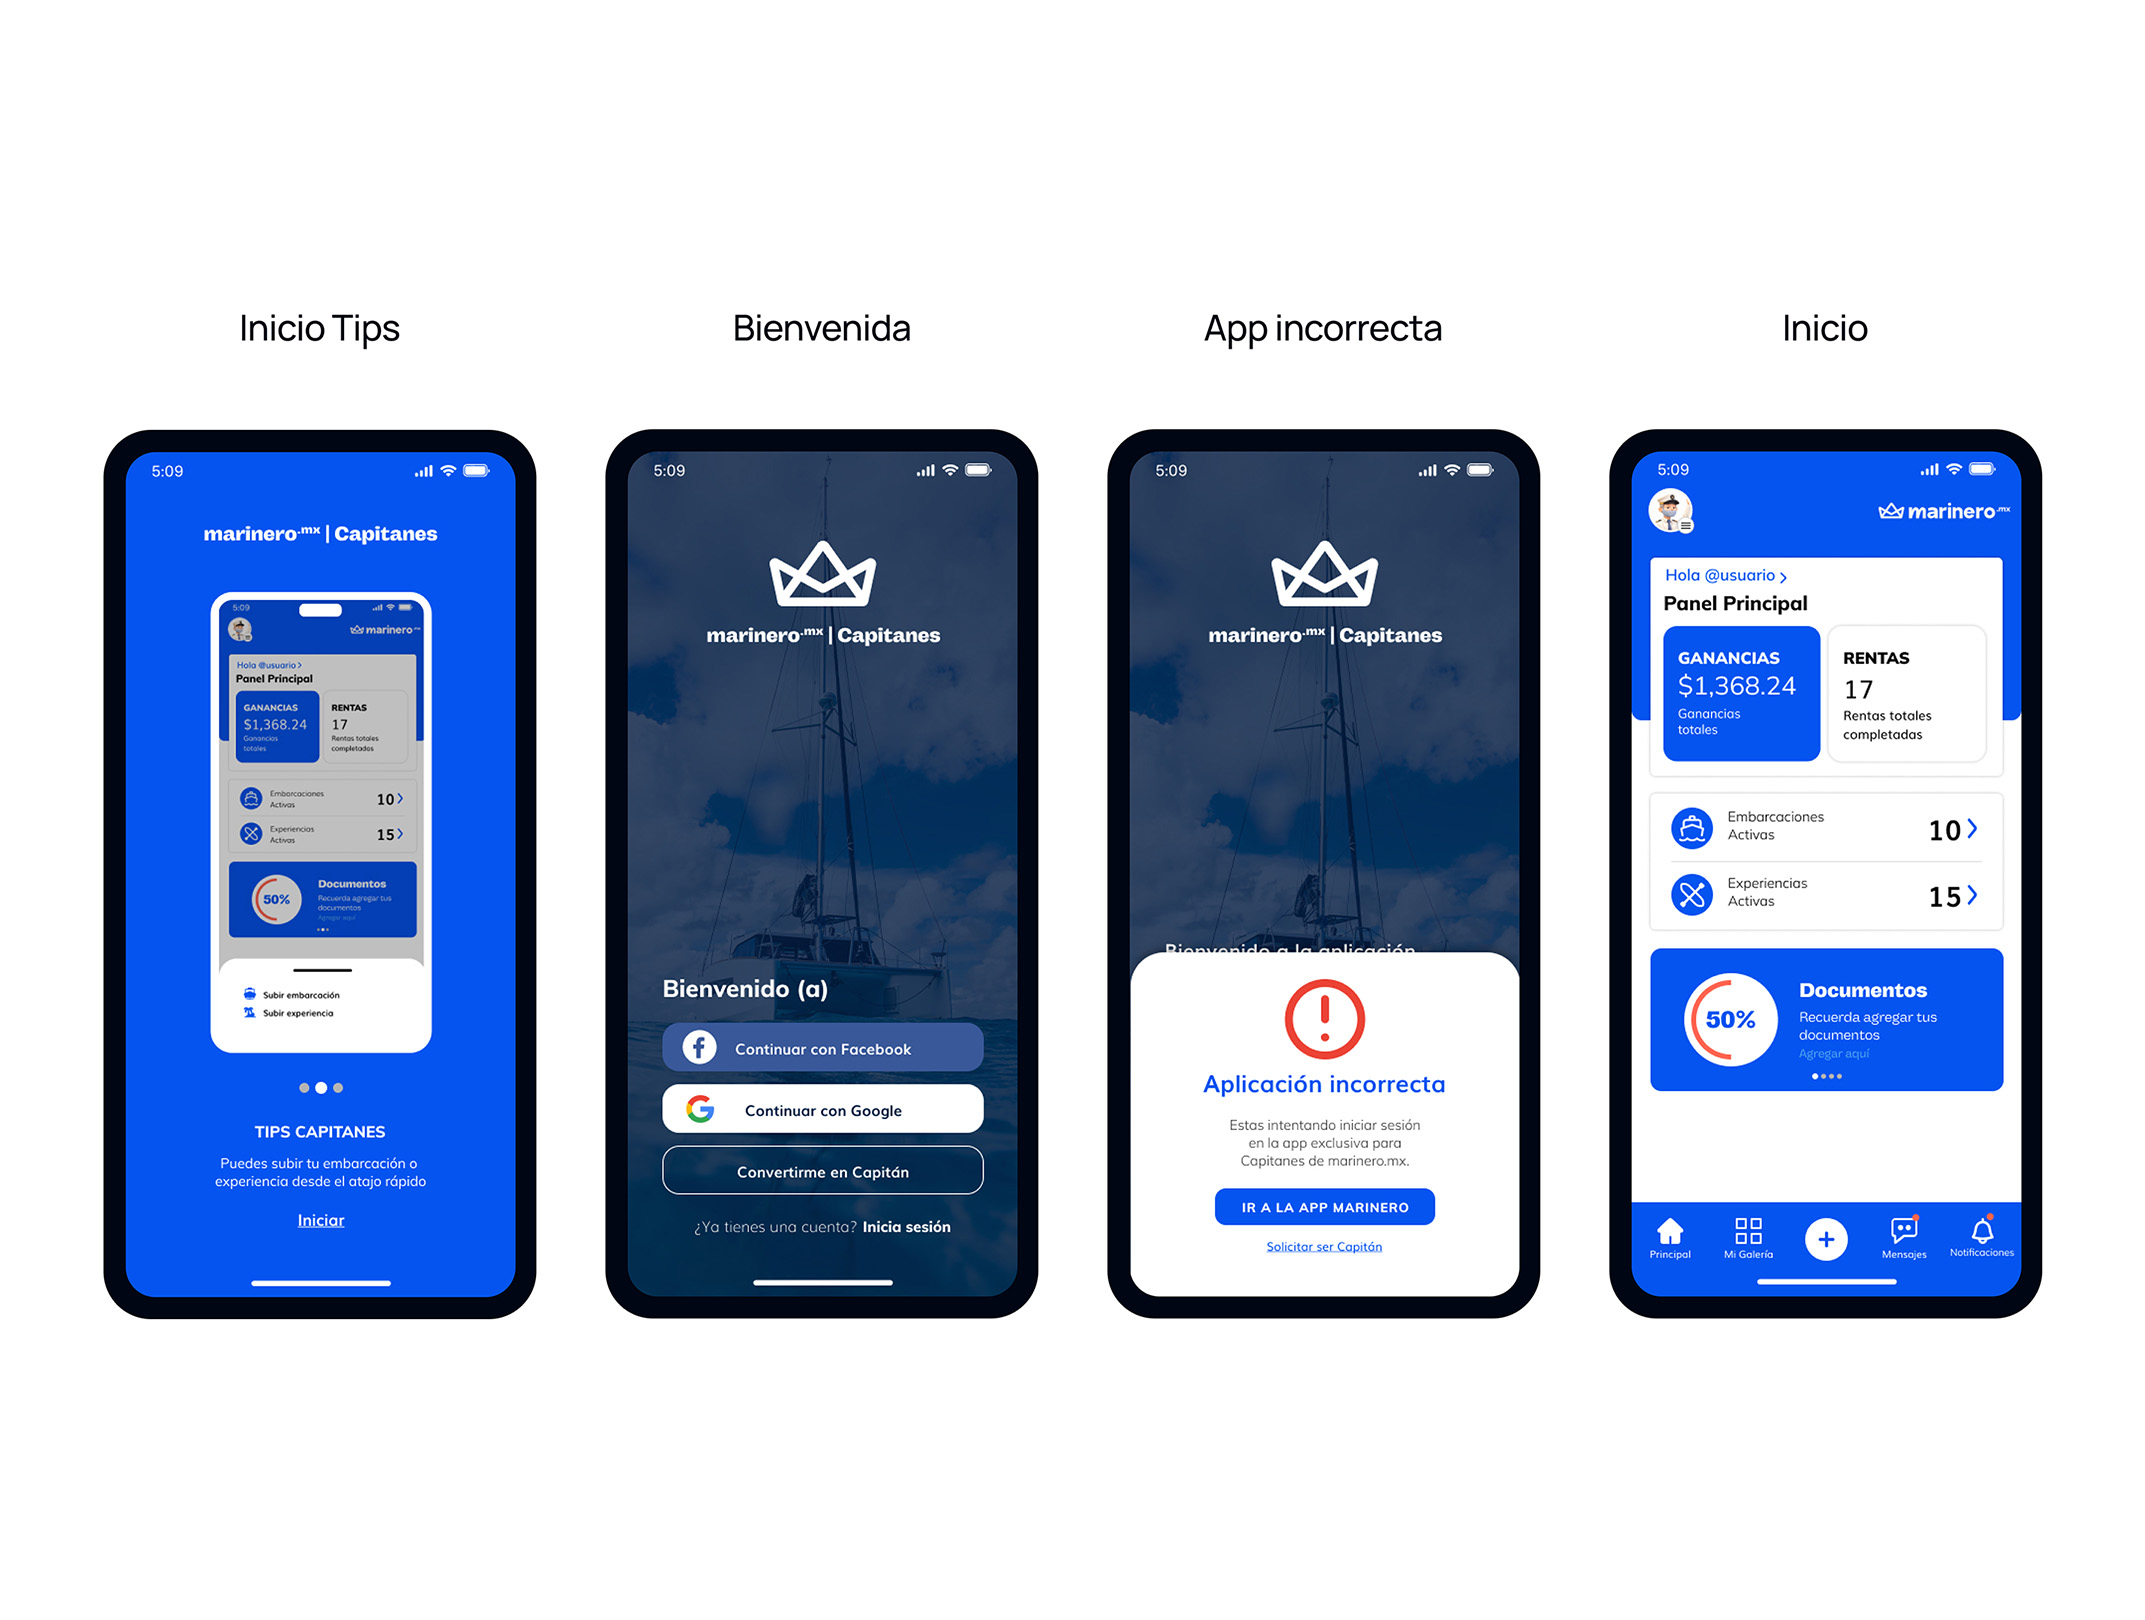 Inicio Tips
Bienvenida
App incorrecta
Inicio
5:09
marinero.mx | Capitanes
5:09
marinero.mx
Hola @usuario
Panel Principal
GANANCIAS
$1,368.24
Ganancias
totales
RENTAS
17
Rentas totales
completados
Embarcaciones
Activas
10
Experiencias
Activas
15
50%
Documentos
Recuerda agregar tus
documentos
Agregar aquí
Subir embarcación
Subir experiencia
TIPS CAPITANES
Puedes subir tu embarcación o
experiencia desde el atajo rápido
Iniciar
5:09
marinero.mx | Capitanes
Bienvenido (a)
Continuar con Facebook
Continuar con Google
Convertirme en Capitán
¿Ya tienes una cuenta? Inicia sesión
5:09
marinero.mx | Capitanes
Bienvenido a la aplicación
Aplicación incorrecta
Estas intentando iniciar sesión
en la app exclusiva para
Capitanes de marinero.mx.
IR A LA APP MARINERO
Solicitar ser Capitán
5:09
marinero.mx
Hola @usuario
Panel Principal
GANANCIAS
$1,368.24
Ganancias
totales
RENTAS
17
Rentas totales
completadas
Embarcaciones
Activas
10
Experiencias
Activas
15
50%
Documentos
Recuerda agregar tus
documentos
Agregar aquí
Principal
Mi Galería
Mensajes
Notificaciones